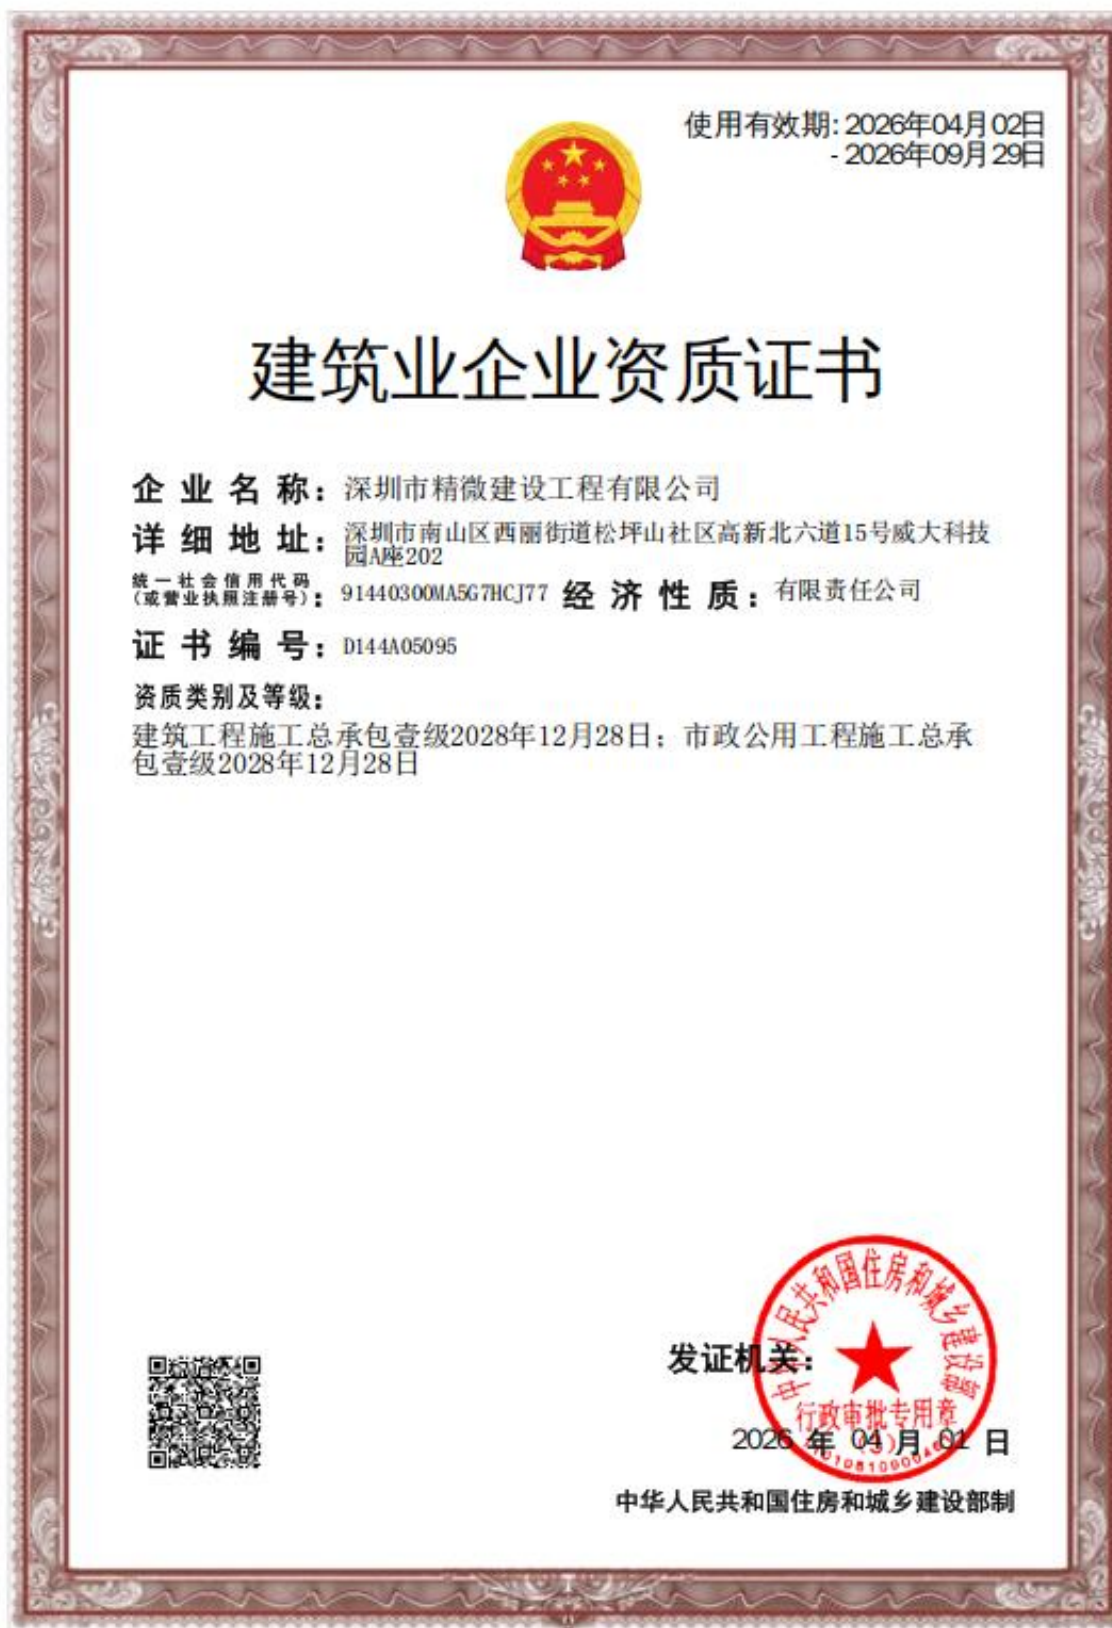 使用有效期: 2026年04月02日
- 2026年09月29日
建筑业企业资质证书
企业名称：深圳市精微建设工程有限公司
详细地址：深圳市南山区西丽街道松坪山社区高新北六道15号威大科技
园A座202
统一社会信用代码
(或营业执照注册号)：91440300MA5G7HCJ77 经济性质：有限责任公司
证书编号：D144A05095
资质类别及等级：
建筑工程施工总承包壹级2028年12月28日；市政公用工程施工总承
包壹级2028年12月28日
中华人民共和国住房和城乡建设部
发证机关：
行政审批专用章
(3)
2026 年 04 月 01 日
中华人民共和国住房和城乡建设部制